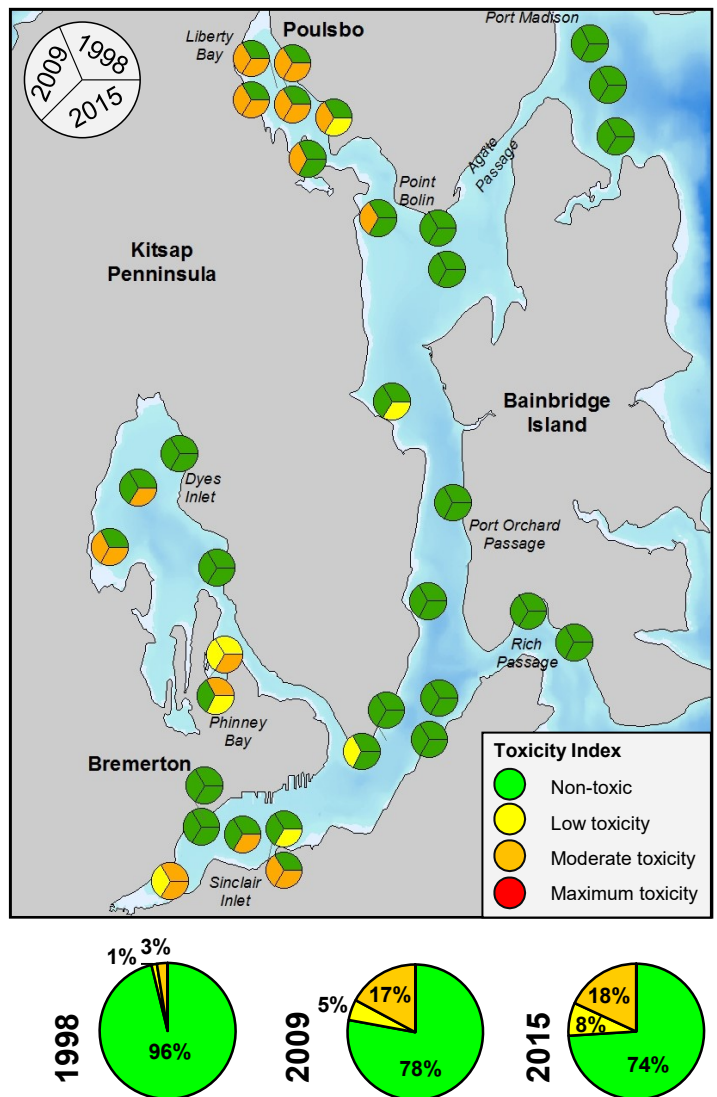 Port Madison
Liberty
Bay
Poulsbo
2009
1998
2015
Agate
Passage
Point
Bolin
Kitsap
Penninsula
Bainbridge
Island
Dyes
Inlet
Port Orchard
Passage
Rich
Passage
Phinney
Bay
Bremerton
Sinclair
Inlet
Toxicity Index
Non-toxic
Low toxicity
Moderate toxicity
Maximum toxicity
1998
1%
3%
96%
2009
5%
17%
78%
2015
18%
8%
74%